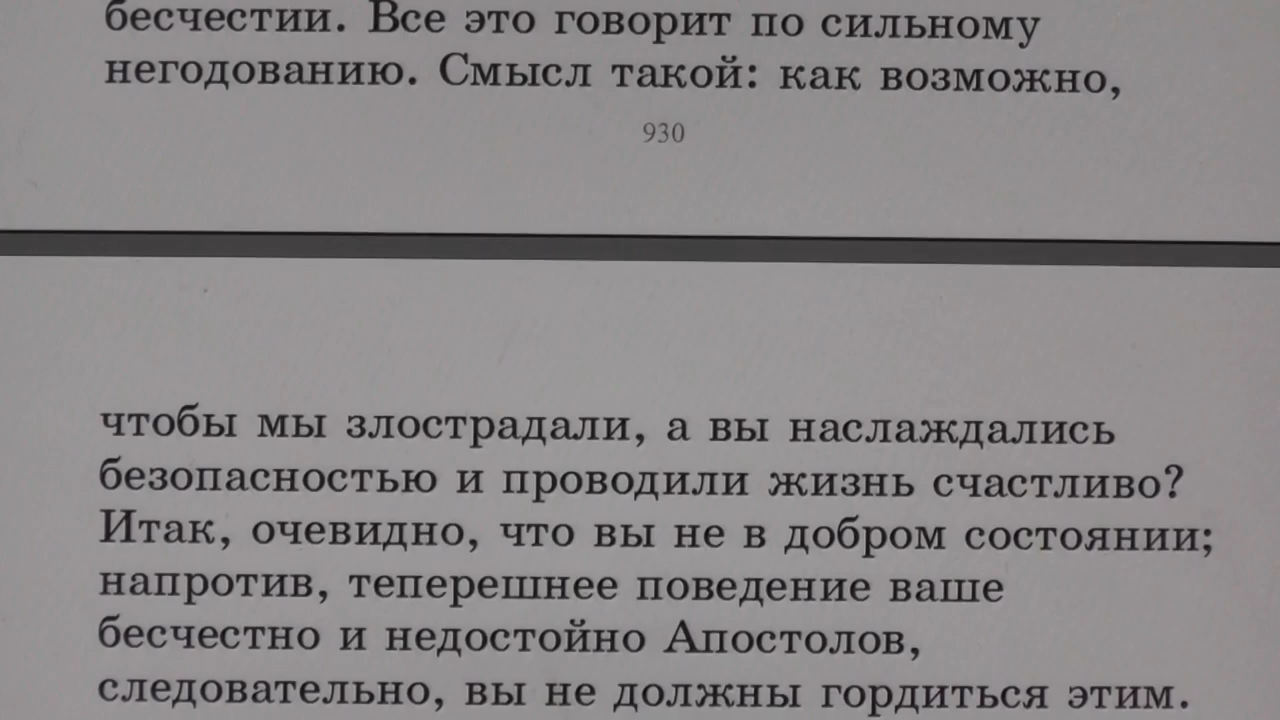 бесчестии. Все это говорит по сильному
негодованию. Смысл такой: как возможно,
930
чтобы мы злострадали, а вы наслаждались
безопасностью и проводили жизнь счастливо?
Итак, очевидно, что вы не в добром состоянии;
напротив, теперешнее поведение ваше
бесчестно и недостойно Апостолов,
следовательно, вы не должны гордиться этим.